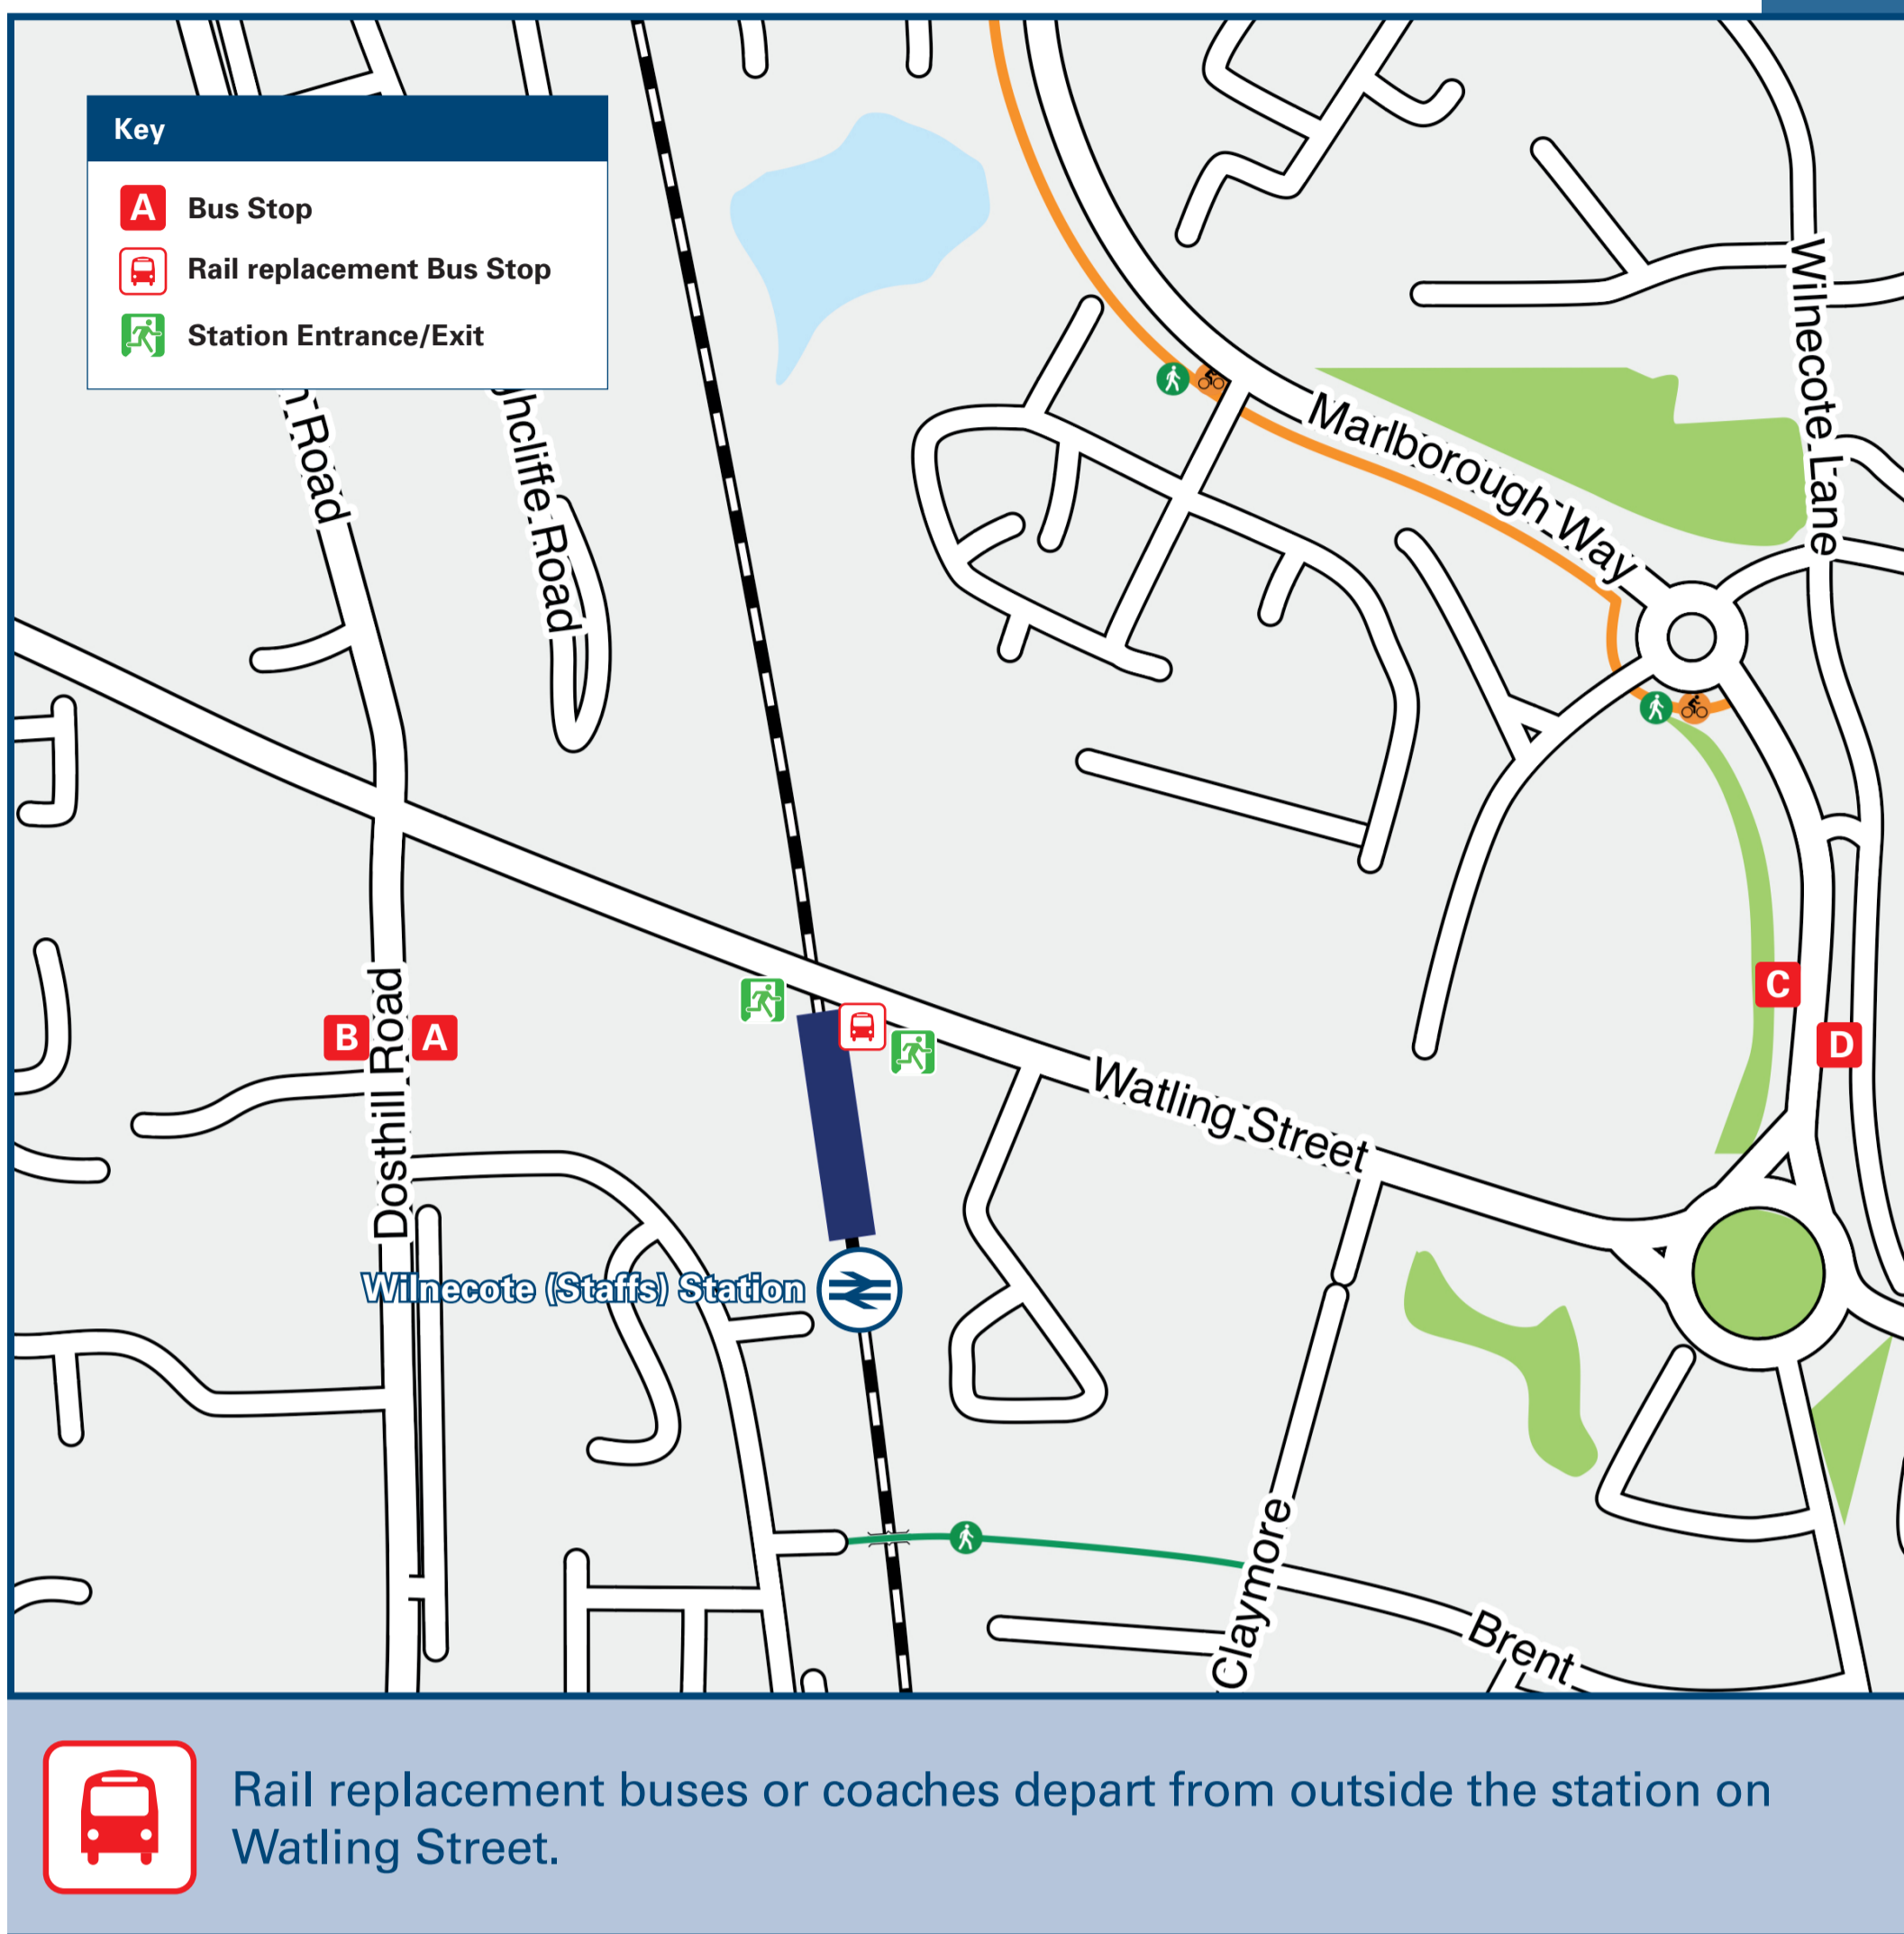 Key
A Bus Stop
Rail replacement Bus Stop
Station Entrance/Exit
Road
Road
Marlborough Way
Wilnecote Lane
B
A
Dosthill Road
C
D
Watling Street
Wilnecote (Staffs) Station
Claymore
Brent
Rail replacement buses or coaches depart from outside the station on
Watling Street.